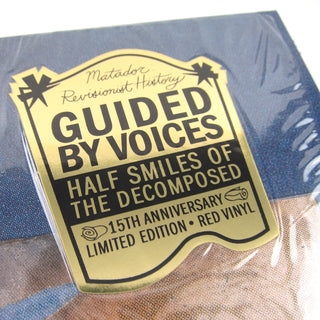 Matador
Revisionist History
GUIDED
BY VOICES
HALF SMILES OF
THE DECOMPOSED
15TH ANNIVERSARY
LIMITED EDITION • RED VINYL